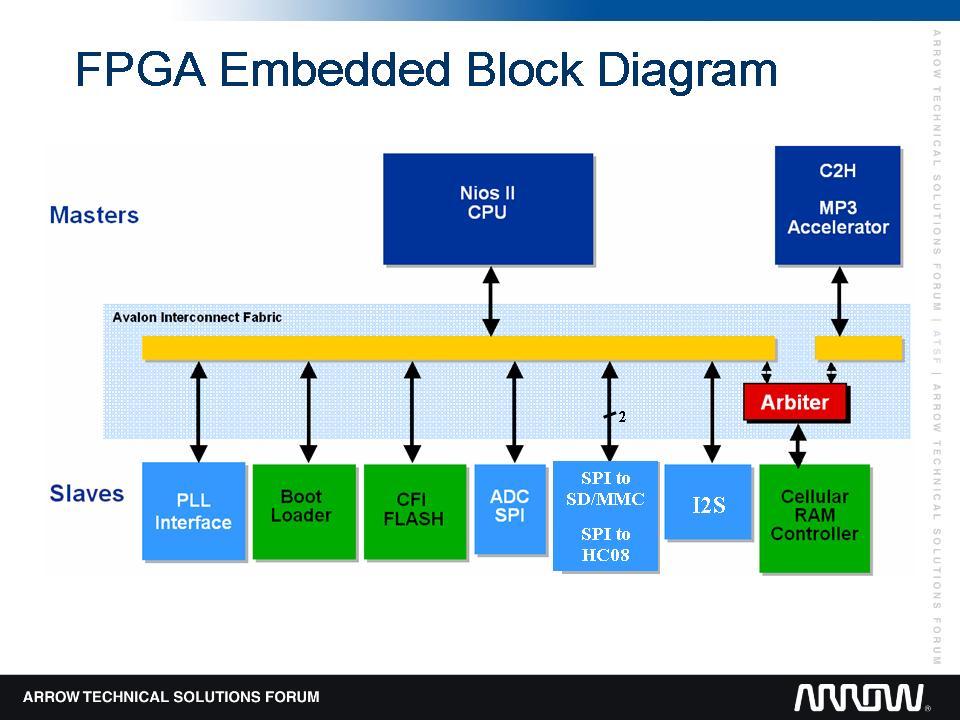 FPGA Embedded Block Diagram
Masters
Nios II
CPU
C2H
MP3
Accelerator
Avalon Interconnect Fabric
Arbiter
2
Slaves
PLL
Interface
Boot
Loader
CFI
FLASH
ADC
SPI
SPI to
SD/MMC
SPI to
HC08
I2S
Cellular
RAM
Controller
ARROW TECHNICAL SOLUTIONS FORUM | ATSF | ARROW TECHNICAL SOLUTIONS FORUM
ARROW TECHNICAL SOLUTIONS FORUM
ARROW®